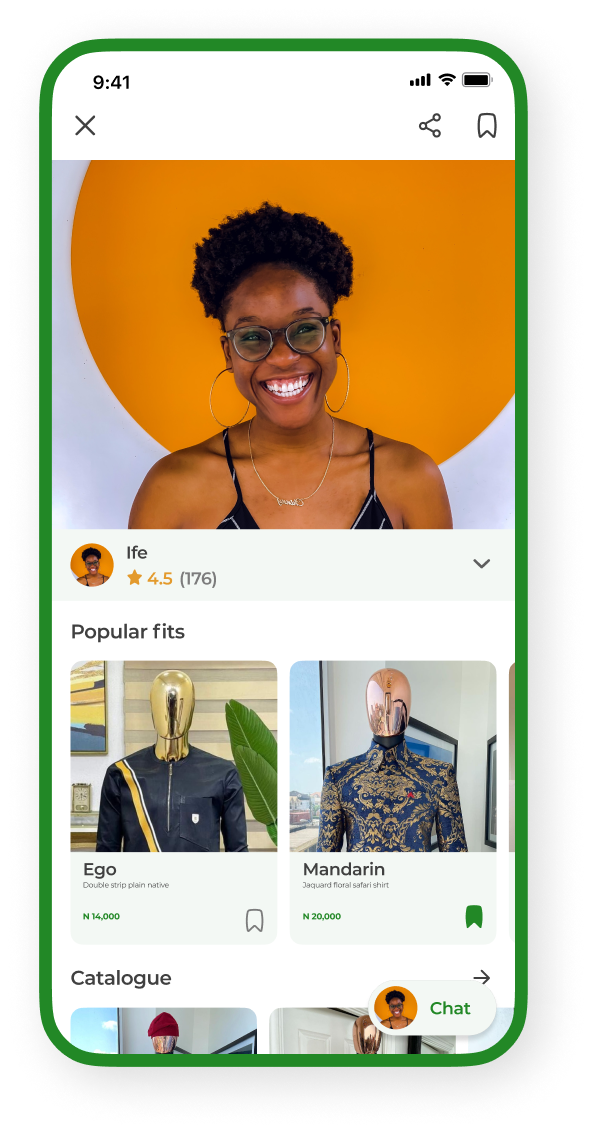 9:41
Ife
4.5 (176)
Popular fits
Ego
Double strip plain native
N 14,000
Mandarin
Jaquard floral safari shirt
N 20,000
Catalogue
Chat